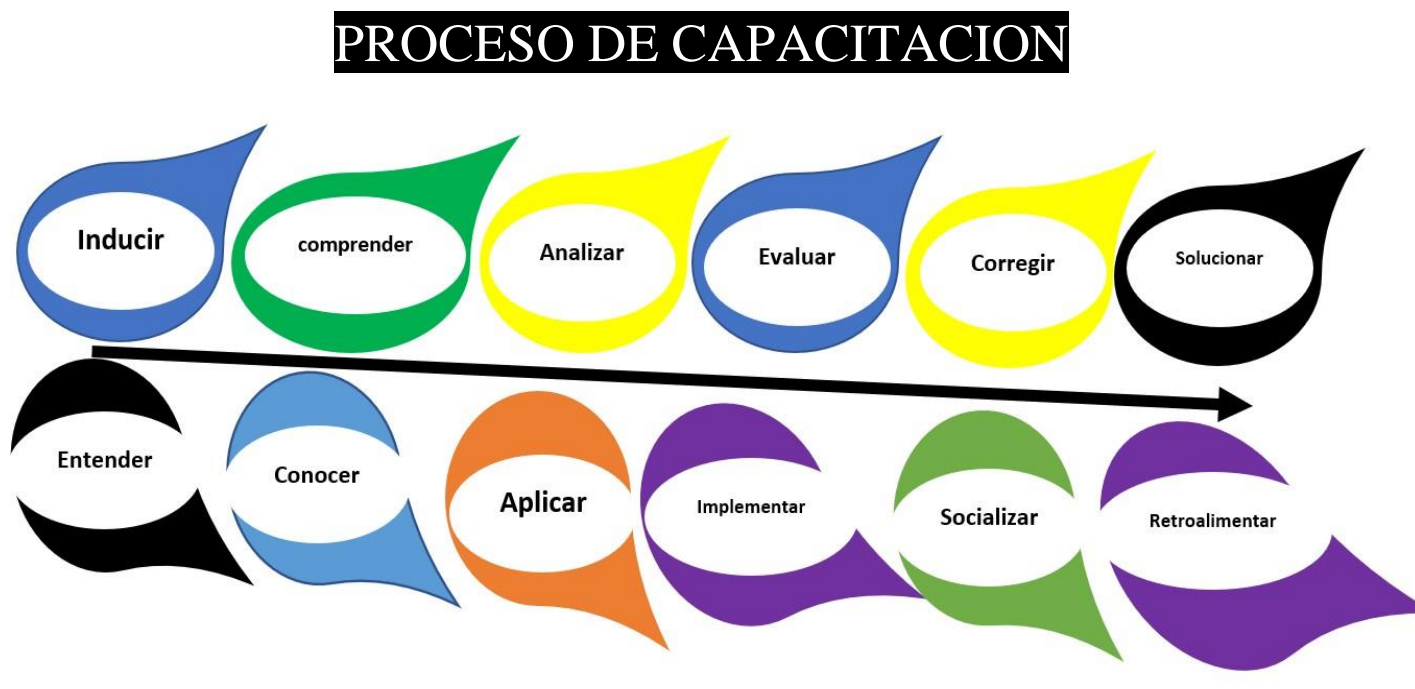 PROCESO DE CAPACITACION
Inducir
comprender
Analizar
Evaluar
Corregir
Solucionar
Entender
Conocer
Aplicar
Implementar
Socializar
Retroalimentar